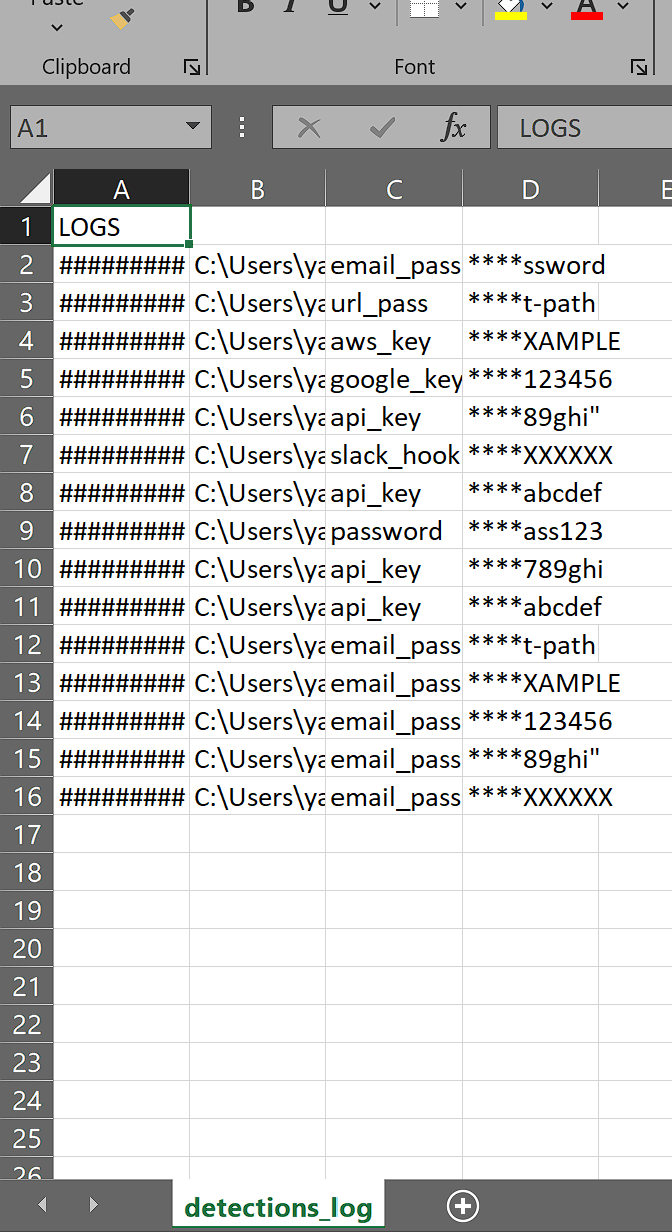 Paste
B I U A
Clipboard Font
A1 fx LOGS
A B C D E
1 LOGS
2 ######### C:\Users\ya email_pass ****ssword
3 ######### C:\Users\ya url_pass ****t-path
4 ######### C:\Users\ya aws_key ****XAMPLE
5 ######### C:\Users\ya google_key ****123456
6 ######### C:\Users\ya api_key ****89ghi"
7 ######### C:\Users\ya slack_hook ****XXXXXX
8 ######### C:\Users\ya api_key ****abcdef
9 ######### C:\Users\ya password ****ass123
10 ######### C:\Users\ya api_key ****789ghi
11 ######### C:\Users\ya api_key ****abcdef
12 ######### C:\Users\ya email_pass ****t-path
13 ######### C:\Users\ya email_pass ****XAMPLE
14 ######### C:\Users\ya email_pass ****123456
15 ######### C:\Users\ya email_pass ****89ghi"
16 ######### C:\Users\ya email_pass ****XXXXXX
17
18
19
20
21
22
23
24
25
26
detections_log